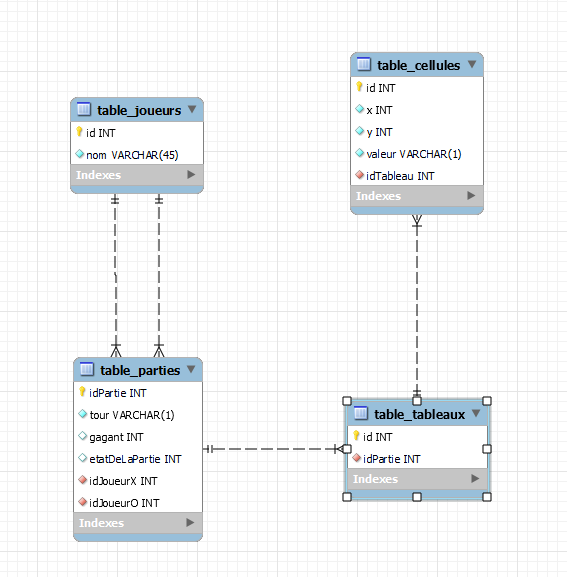 table_joueurs
id INT
nom VARCHAR(45)
Indexes
table_cellules
id INT
x INT
y INT
valeur VARCHAR(1)
idTableau INT
Indexes
table_parties
idPartie INT
tour VARCHAR(1)
gagant INT
etatDeLaPartie INT
idJoueurX INT
idJoueurO INT
Indexes
table_tableaux
id INT
idPartie INT
Indexes